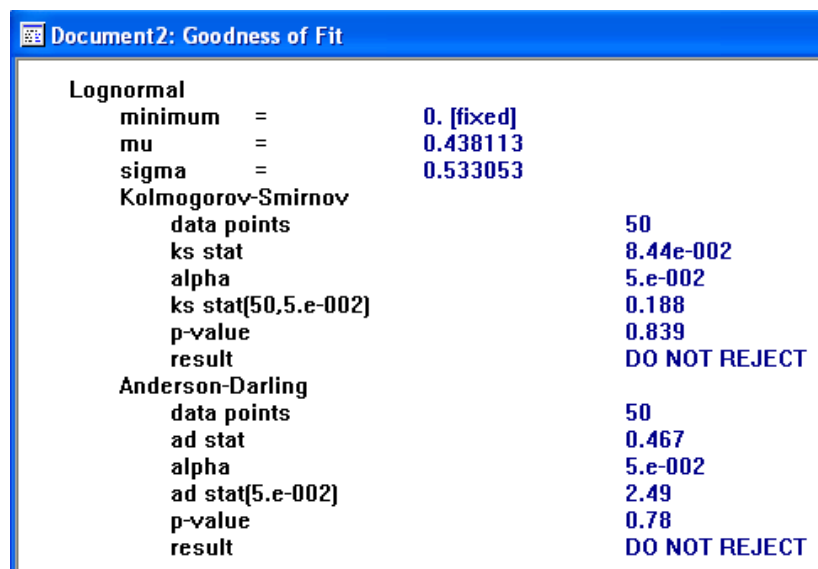 Document2: Goodness of Fit
Lognormal
minimum = 0. [fixed]
mu = 0.438113
sigma = 0.533053
Kolmogorov-Smirnov
data points 50
ks stat 8.44e-002
alpha 5.e-002
ks stat(50,5.e-002) 0.188
p-value 0.839
result DO NOT REJECT
Anderson-Darling
data points 50
ad stat 0.467
alpha 5.e-002
ad stat(5.e-002) 2.49
p-value 0.78
result DO NOT REJECT